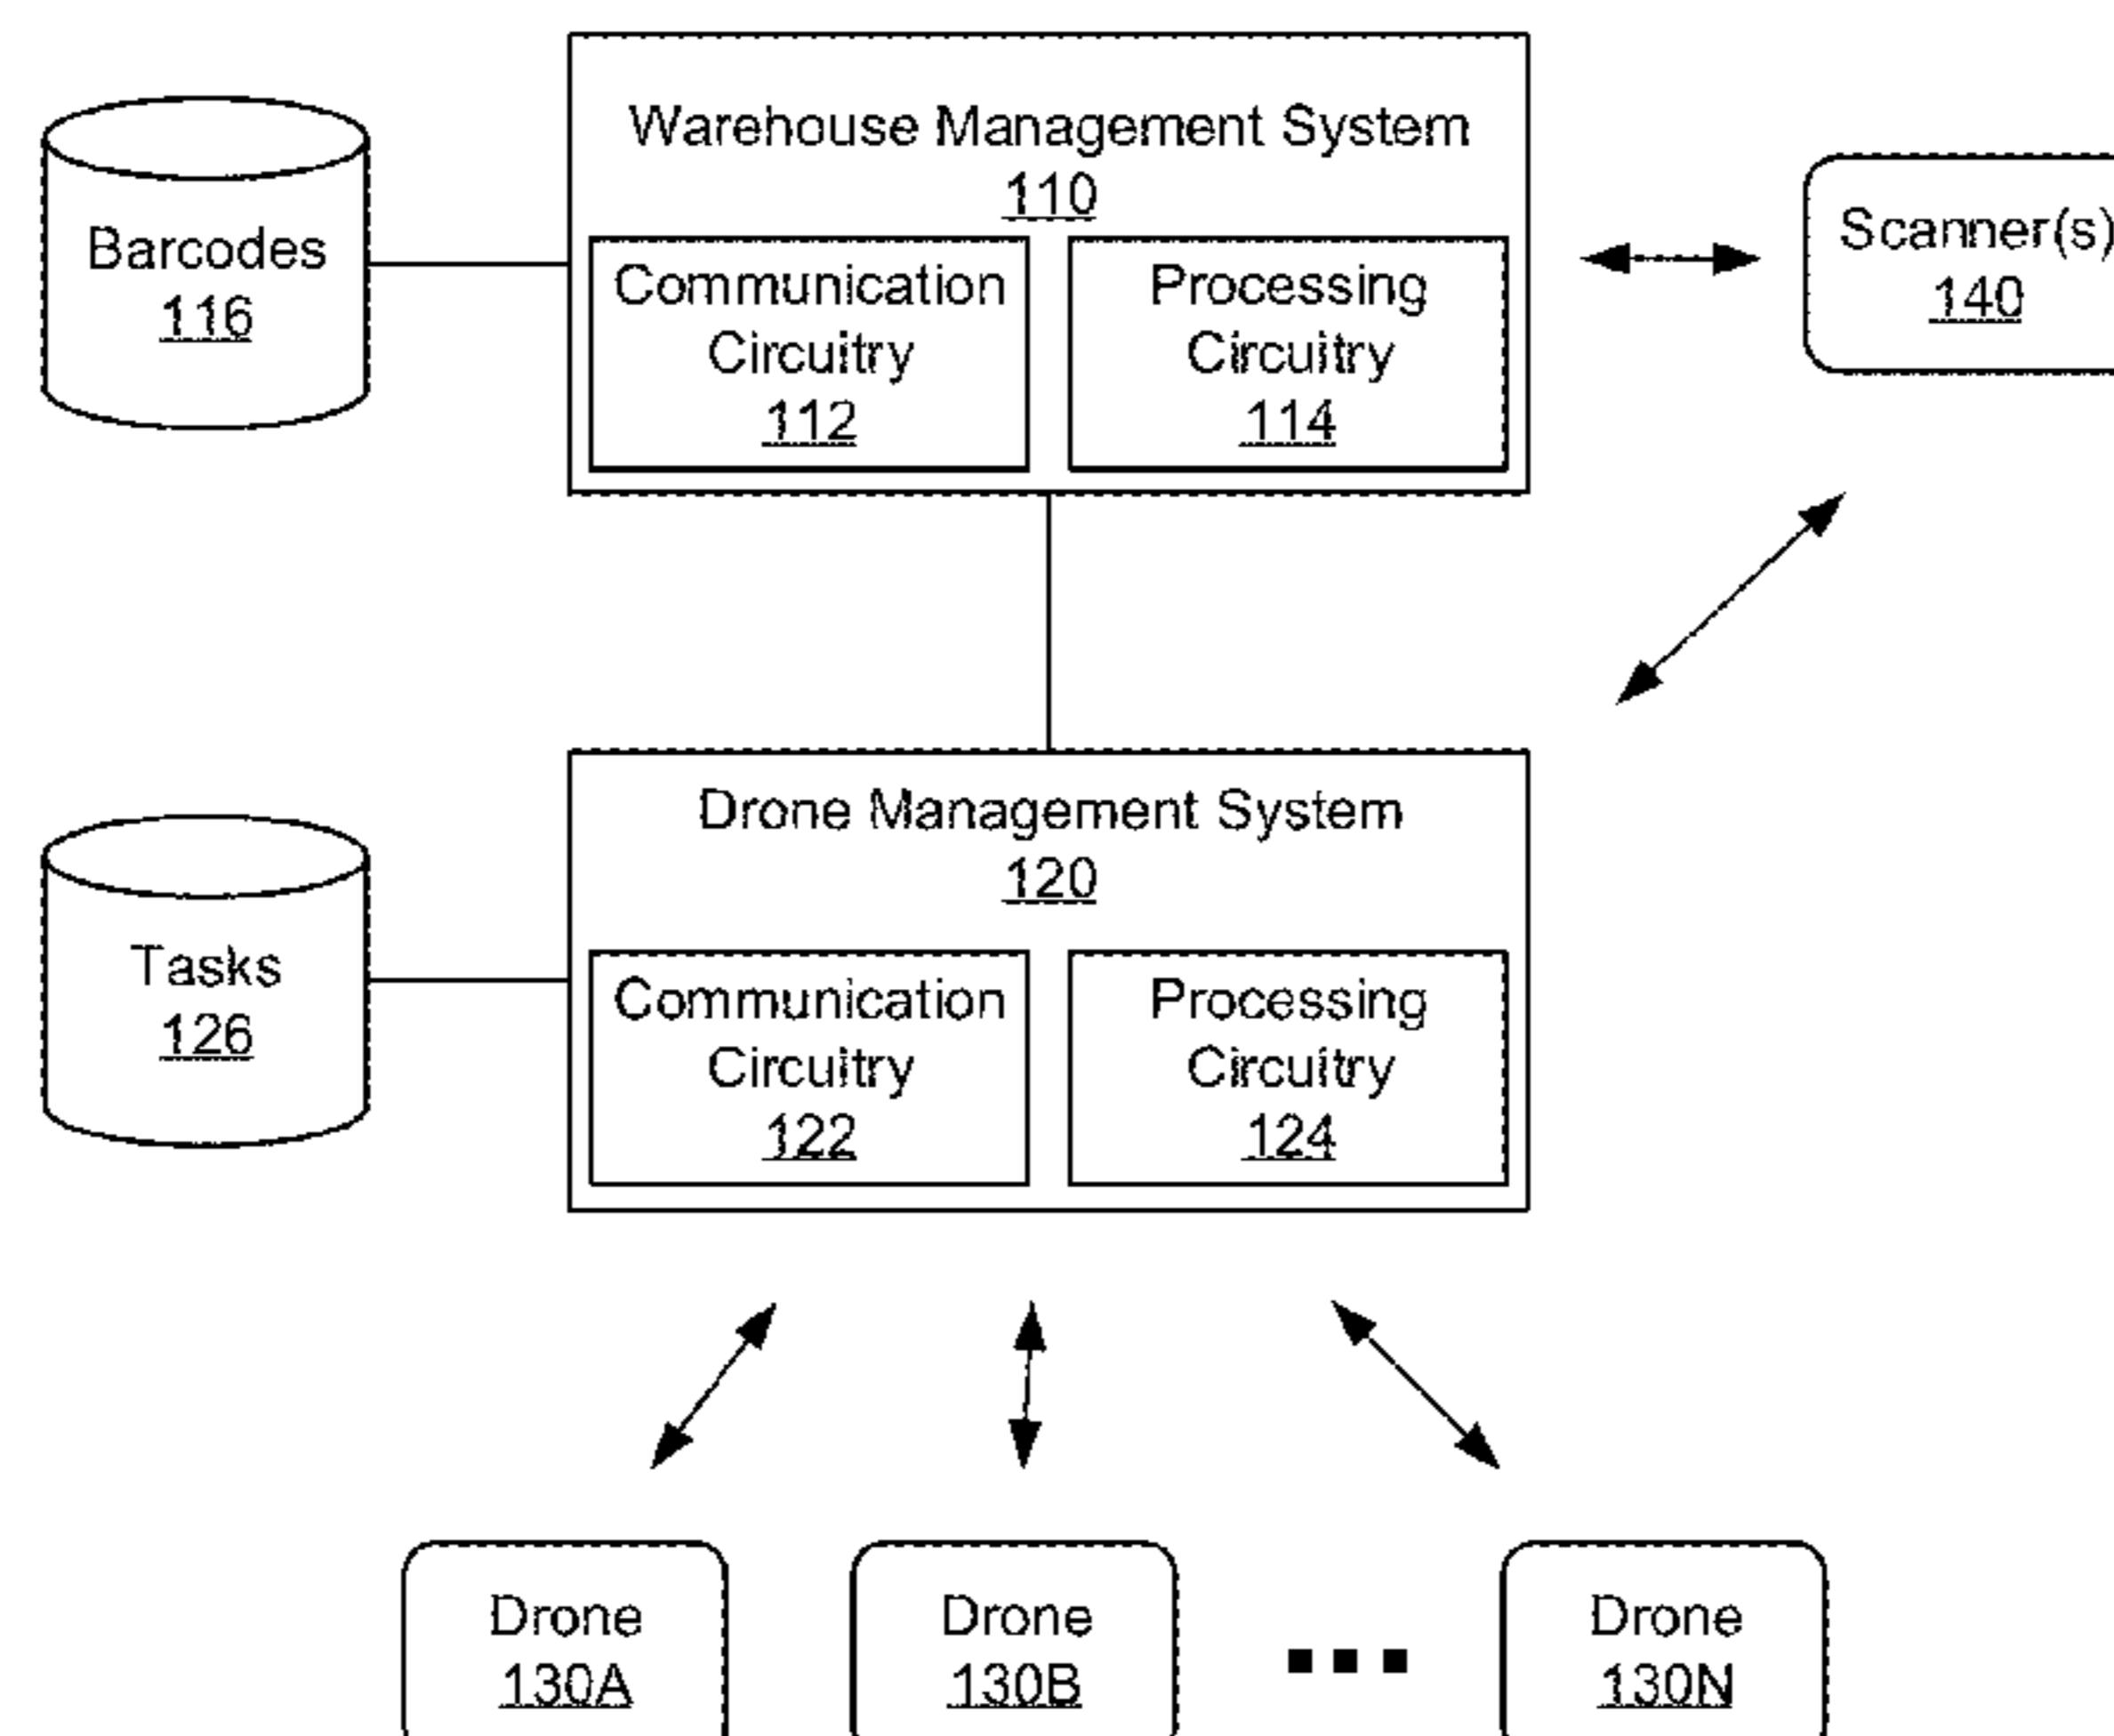 Warehouse Management System
110
Barcodes
116
Communication
Circuitry
112
Processing
Circuitry
114
Scanner(s)
140
Drone Management System
120
Tasks
126
Communication
Circuitry
122
Processing
Circuitry
124
Drone
130A
Drone
130B
Drone
130N